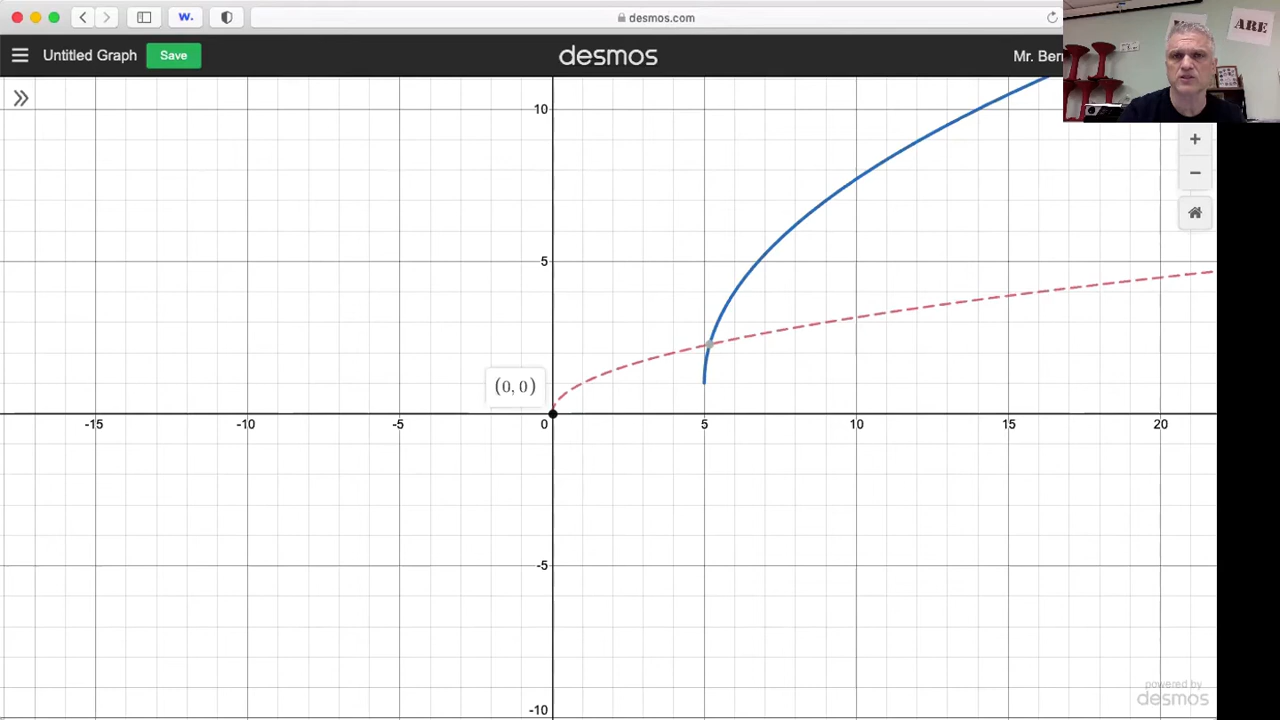 desmos.com
W.
Untitled Graph
Save
desmos
Mr. Ber
ARE
10
5
(0, 0)
-15
-10
-5
0
5
10
15
20
-5
-10
powered by
desmos